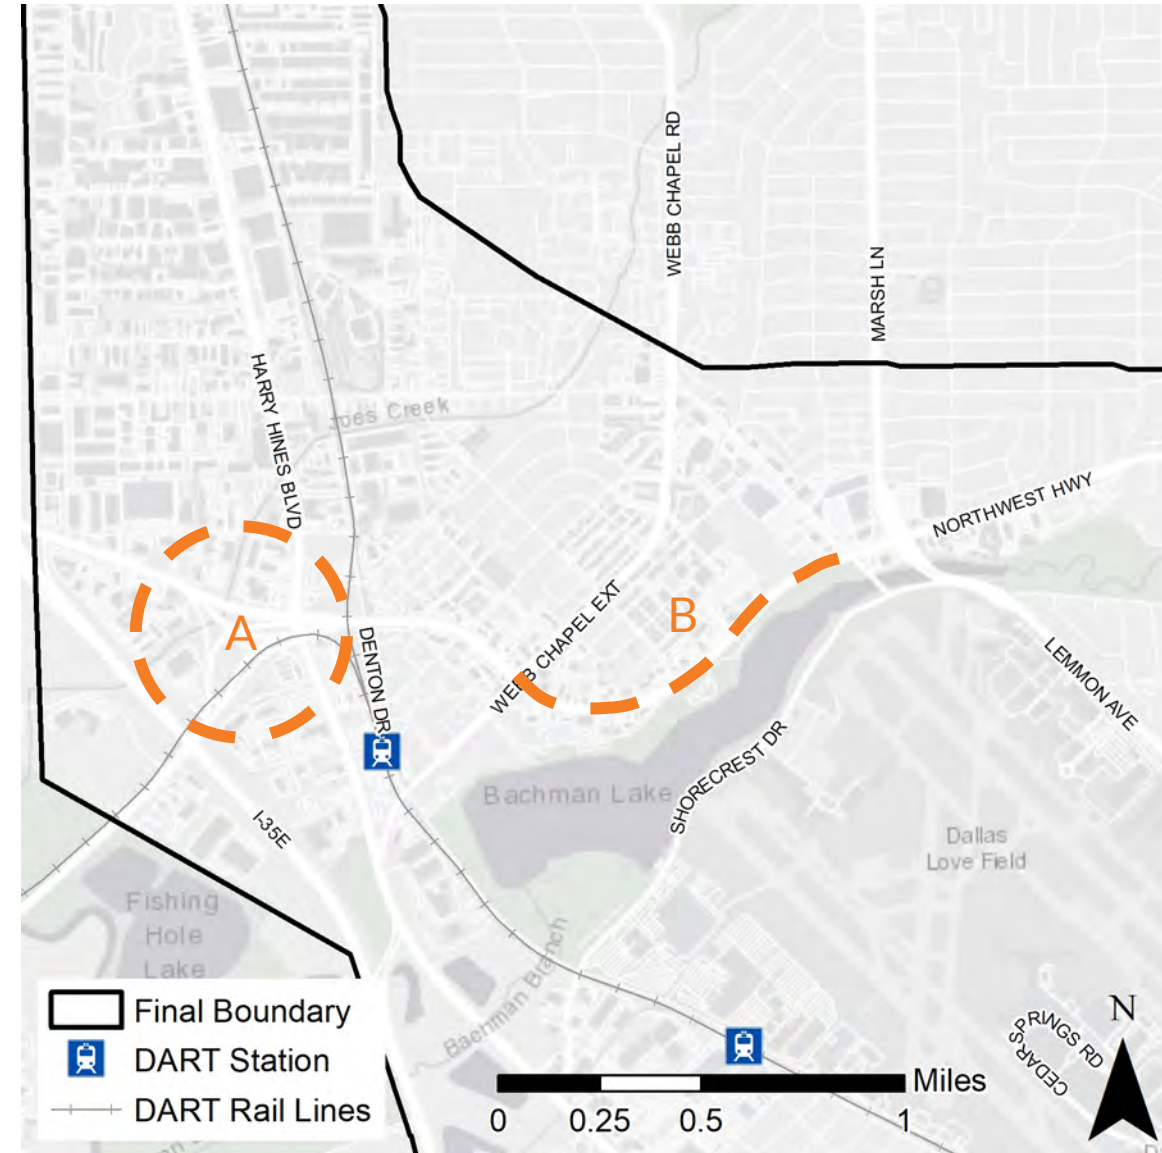 WEBB CHAPEL RD
MARSH LN
HARRY HINES BLVD
Joes Creek
NORTHWEST HWY
A
B
DENTON DR
WEBB CHAPEL EXT
LEMMON AVE
SHORECREST DR
Bachman Lake
I-35E
Dallas
Love Field
Fishing
Hole
Lake
Bachman Branch
CEDAR SPRINGS RD
N
Final Boundary
DART Station
DART Rail Lines
Miles
0 0.25 0.5 1